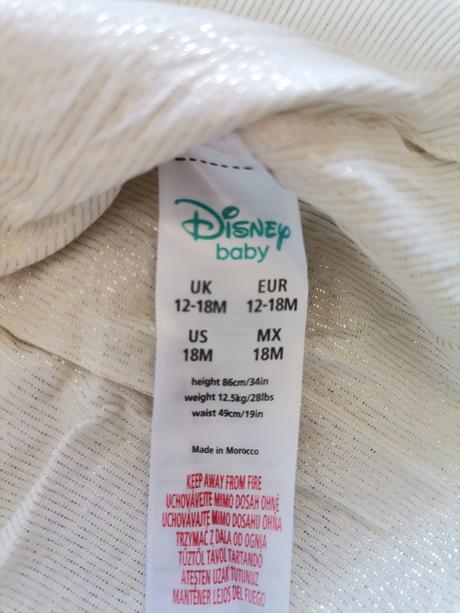 Disney
baby
UK EUR
12-18M 12-18M
US MX
18M 18M
height 86cm/34in
weight 12.5kg/28lbs
waist 49cm/19in
Made in Morocco
KEEP AWAY FROM FIRE
UCHOVÁVEJTE MIMO DOSAH OHNĚ
UCHOVÁVAJTE MIMO DOSAHU OHŇA
TRZYMAĆ Z DALA OD OGNIA
TŰZTŐL TÁVOL TARTANDÓ
ATEŞTEN UZAK TUTUNUZ
MANTENER LEJOS DEL FUEGO